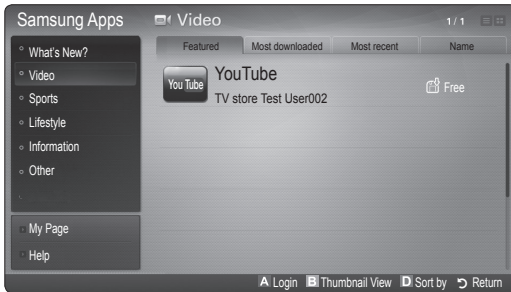 Samsung Apps
Video
1/1
What's New?
Video
Sports
Lifestyle
Information
Other
My Page
Help
Featured
Most downloaded
Most recent
Name
You Tube
YouTube
TV store Test User002
Free
A Login B Thumbnail View D Sort by Return